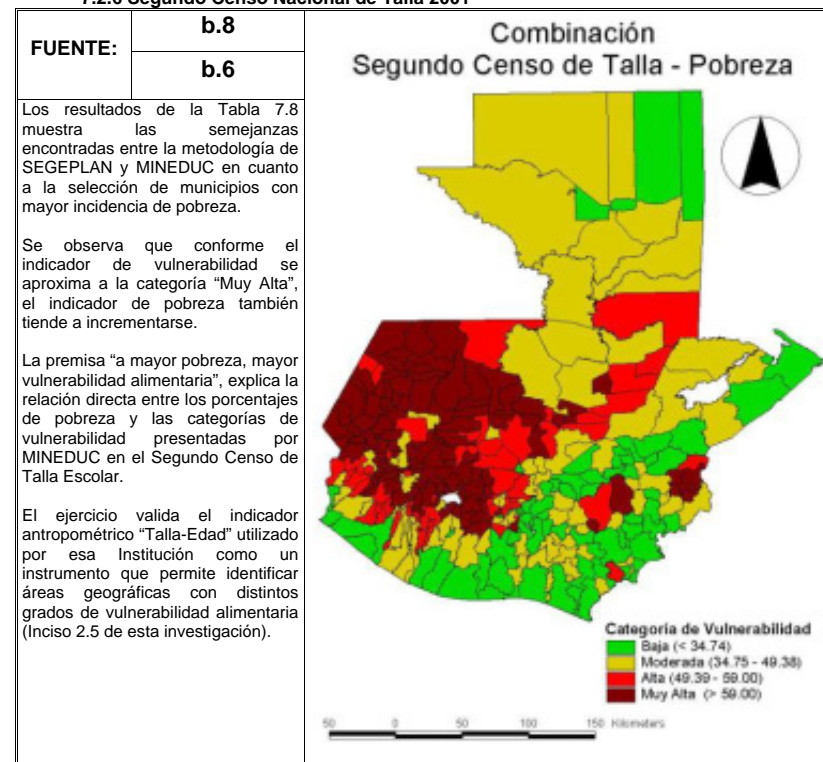 7.2.6 Segundo Censo Nacional de Talla 2001
FUENTE:
b.8
b.6
Los resultados de la Tabla 7.8
muestra las semejanzas
encontradas entre la metodología de
SEGEPLAN y MINEDUC en cuanto
a la selección de municipios con
mayor incidencia de pobreza.
Se observa que conforme el
indicador de vulnerabilidad se
aproxima a la categoría “Muy Alta”,
el indicador de pobreza también
tiende a incrementarse.
La premisa “a mayor pobreza, mayor
vulnerabilidad alimentaria”, explica la
relación directa entre los porcentajes
de pobreza y las categorías de
vulnerabilidad presentadas por
MINEDUC en el Segundo Censo de
Talla Escolar.
El ejercicio valida el indicador
antropométrico “Talla-Edad” utilizado
por esa Institución como un
instrumento que permite identificar
áreas geográficas con distintos
grados de vulnerabilidad alimentaria
(Inciso 2.5 de esta investigación).
Combinación
Segundo Censo de Talla - Pobreza
Categoria de Vulnerabilidad
Baja (< 34.74)
Moderada (34.75 - 49.38)
Alta (49.39 - 59.00)
Muy Alta (> 59.00)
50 0 50 100 150 Kilometers